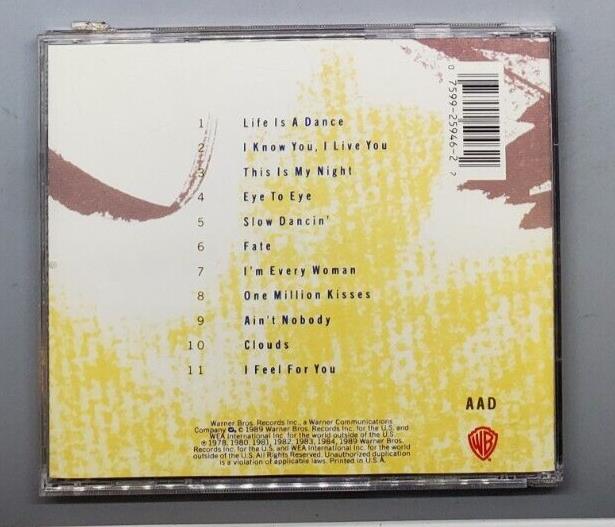 0 7599-25946-2 7
1 Life Is A Dance
2 I Know You, I Live You
3 This Is My Night
4 Eye To Eye
5 Slow Dancin'
6 Fate
7 I'm Every Woman
8 One Million Kisses
9 Ain't Nobody
10 Clouds
11 I Feel For You
AAD
Warner Bros. Records Inc., a Warner Communications
Company, © 1989 Warner Bros. Records Inc. for the U.S. and
WEA International Inc. for the world outside of the U.S.
℗ 1978, 1980, 1981, 1982, 1983, 1984, 1989 Warner Bros.
Records Inc. for the U.S. and WEA International Inc. for the world
outside of the U.S. All Rights Reserved. Unauthorized duplication
is a violation of applicable laws. Printed in U.S.A.
WB